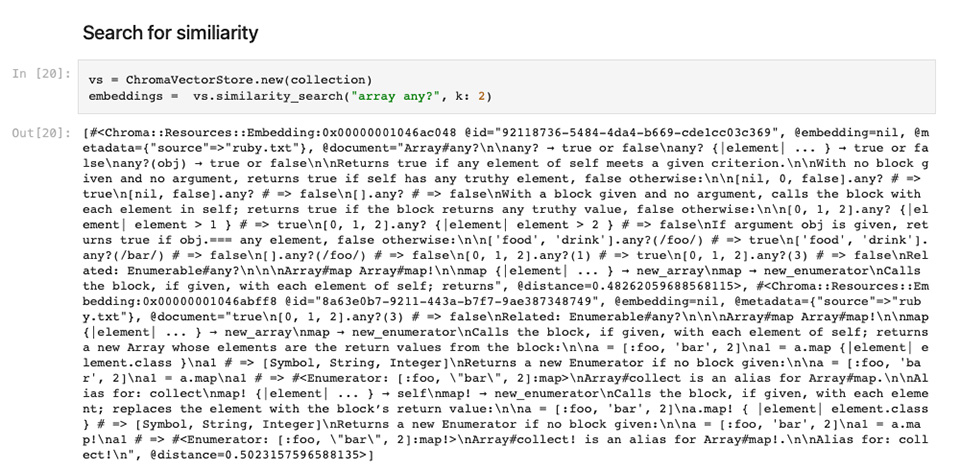 Search for similiarity
In [20]:
vs = ChromaVectorStore.new(collection)
embeddings =  vs.similarity_search("array any?", k: 2)
Out[20]:
[#<Chroma::Resources::Embedding:0x00000001046ac048 @id="92118736-5484-4da4-b669-cde1cc03c369", @embedding=nil, @m
etadata={"source"=>"ruby.txt"}, @document="Array#any?\n\nany? → true or false\nany? {|element| ... } → true or fa
lse\nany?(obj) → true or false\n\nReturns true if any element of self meets a given criterion.\n\nWith no block g
iven and no argument, returns true if self has any truthy element, false otherwise:\n\n[nil, 0, false].any? # =>
true\n[nil, false].any? # => false\n[].any? # => false\nWith a block given and no argument, calls the block with
each element in self; returns true if the block returns any truthy value, false otherwise:\n\n[0, 1, 2].any? {|el
ement| element > 1 } # => true\n[0, 1, 2].any? {|element| element > 2 } # => false\nIf argument obj is given, ret
urns true if obj.=== any element, false otherwise:\n\n['food', 'drink'].any?(/foo/) # => true\n['food', 'drink'].
any?(/bar/) # => false\n[].any?(/foo/) # => false\n[0, 1, 2].any?(1) # => true\n[0, 1, 2].any?(3) # => false\nRel
ated: Enumerable#any?\n\n\n\nArray#map Array#map!\n\nmap {|element| ... } → new_array\nmap → new_enumerator\nCalls
the block, if given, with each element of self; returns", @distance=0.48262059688568115>, #<Chroma::Resources::Em
bedding:0x00000001046abff8 @id="8a63e0b7-9211-443a-b7f7-9ae387348749", @embedding=nil, @metadata={"source"=>"rub
y.txt"}, @document="true\n[0, 1, 2].any?(3) # => false\nRelated: Enumerable#any?\n\n\n\nArray#map Array#map!\n\nmap
{|element| ... } → new_array\nmap → new_enumerator\nCalls the block, if given, with each element of self; returns
a new Array whose elements are the return values from the block:\n\na = [:foo, 'bar', 2]\na1 = a.map {|element| e
lement.class }\na1 # => [Symbol, String, Integer]\nReturns a new Enumerator if no block given:\n\na = [:foo, 'ba
r', 2]\na1 = a.map\na1 # => #<Enumerator: [:foo, \"bar\", 2]:map>\nArray#collect is an alias for Array#map.\n\nAl
ias for: collect\nmap! {|element| ... } → self\nmap! → new_enumerator\nCalls the block, if given, with each eleme
nt; replaces the element with the block’s return value:\n\na = [:foo, 'bar', 2]\na.map! { |element| element.class
} # => [Symbol, String, Integer]\nReturns a new Enumerator if no block given:\n\na = [:foo, 'bar', 2]\na1 = a.ma
p!\na1 # => #<Enumerator: [:foo, \"bar\", 2]:map!>\nArray#collect! is an alias for Array#map!.\n\nAlias for: coll
ect!\n", @distance=0.5023157596588135>]